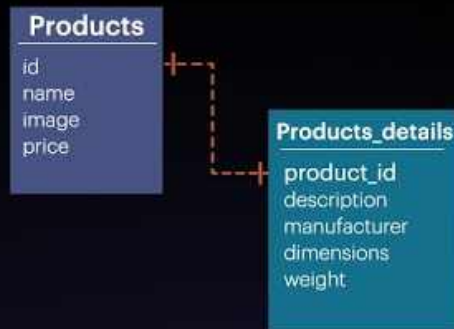 Products
id
name
image
price
Products_details
product_id
description
manufacturer
dimensions
weight